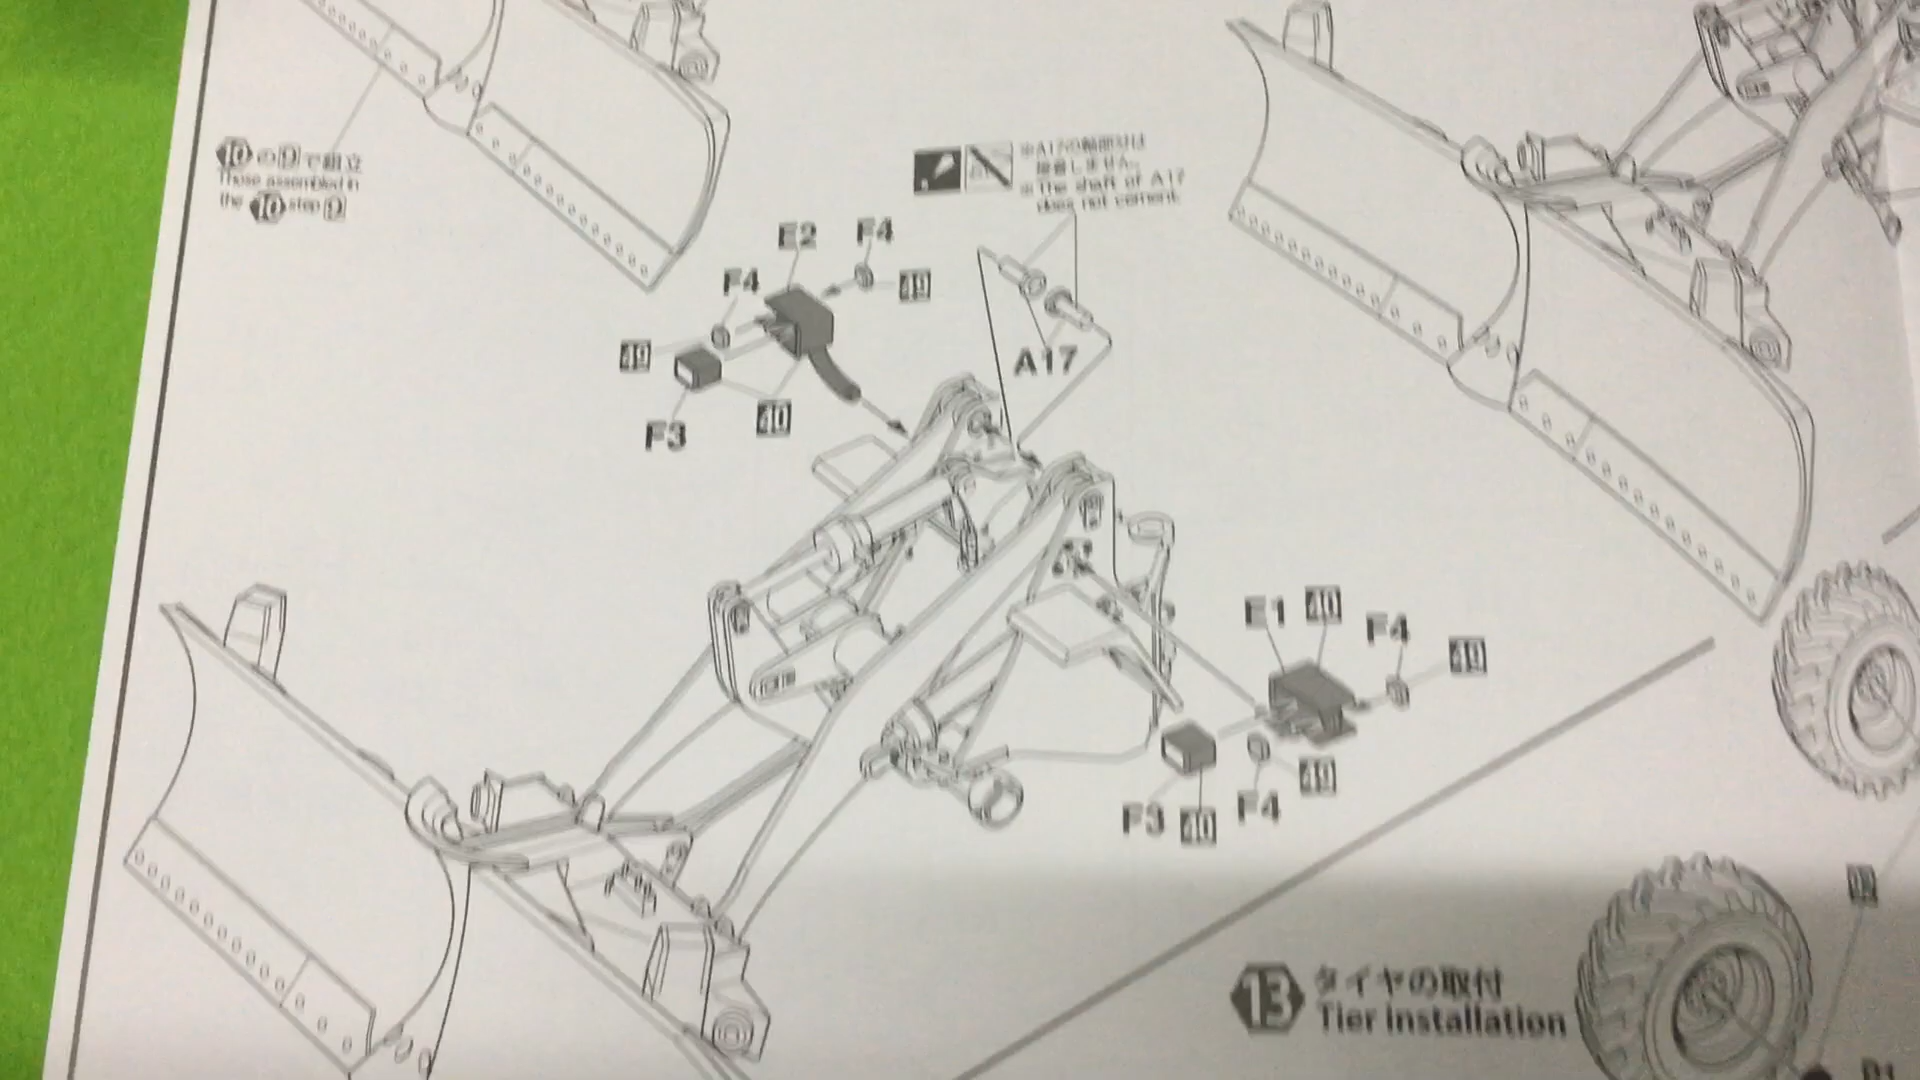 10の9で組立
Those assembled in
the 10 step 9
※A17の軸部分は
接着しません。
※The shaft of A17
does not cement.
E2
F4
F4
49
49
A17
40
F3
E1
40
F4
49
49
F3
40
F4
13
タイヤの取付
Tier Installation